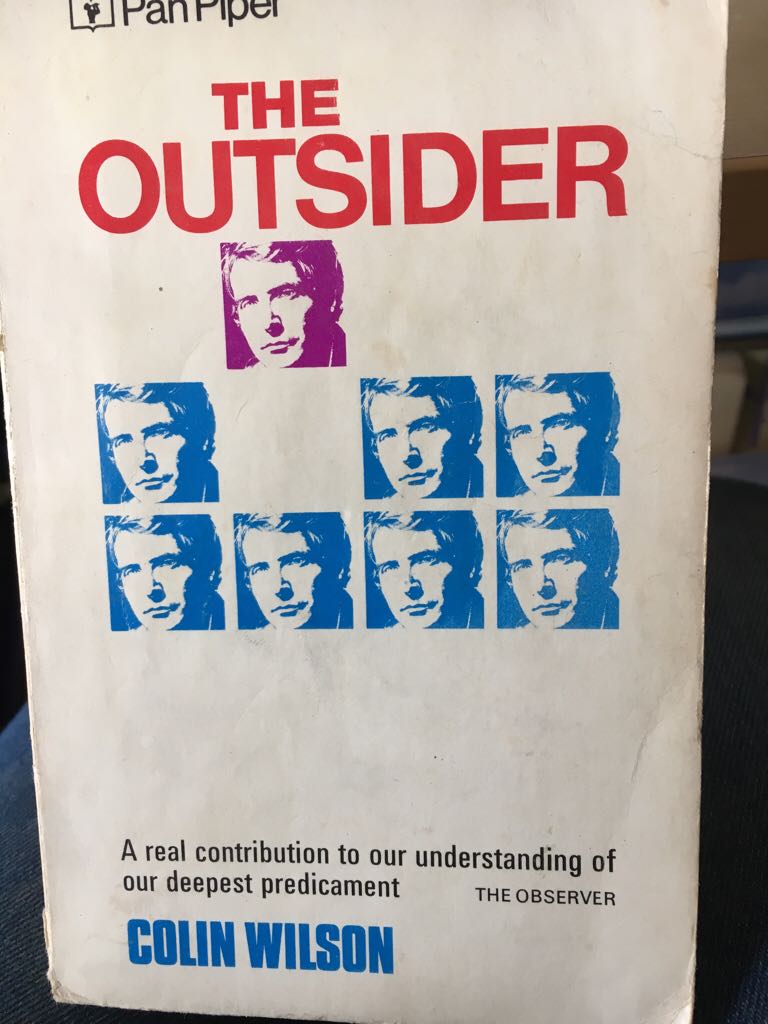 Pan Piper
THE
OUTSIDER
A real contribution to our understanding of
our deepest predicament THE OBSERVER
COLIN WILSON